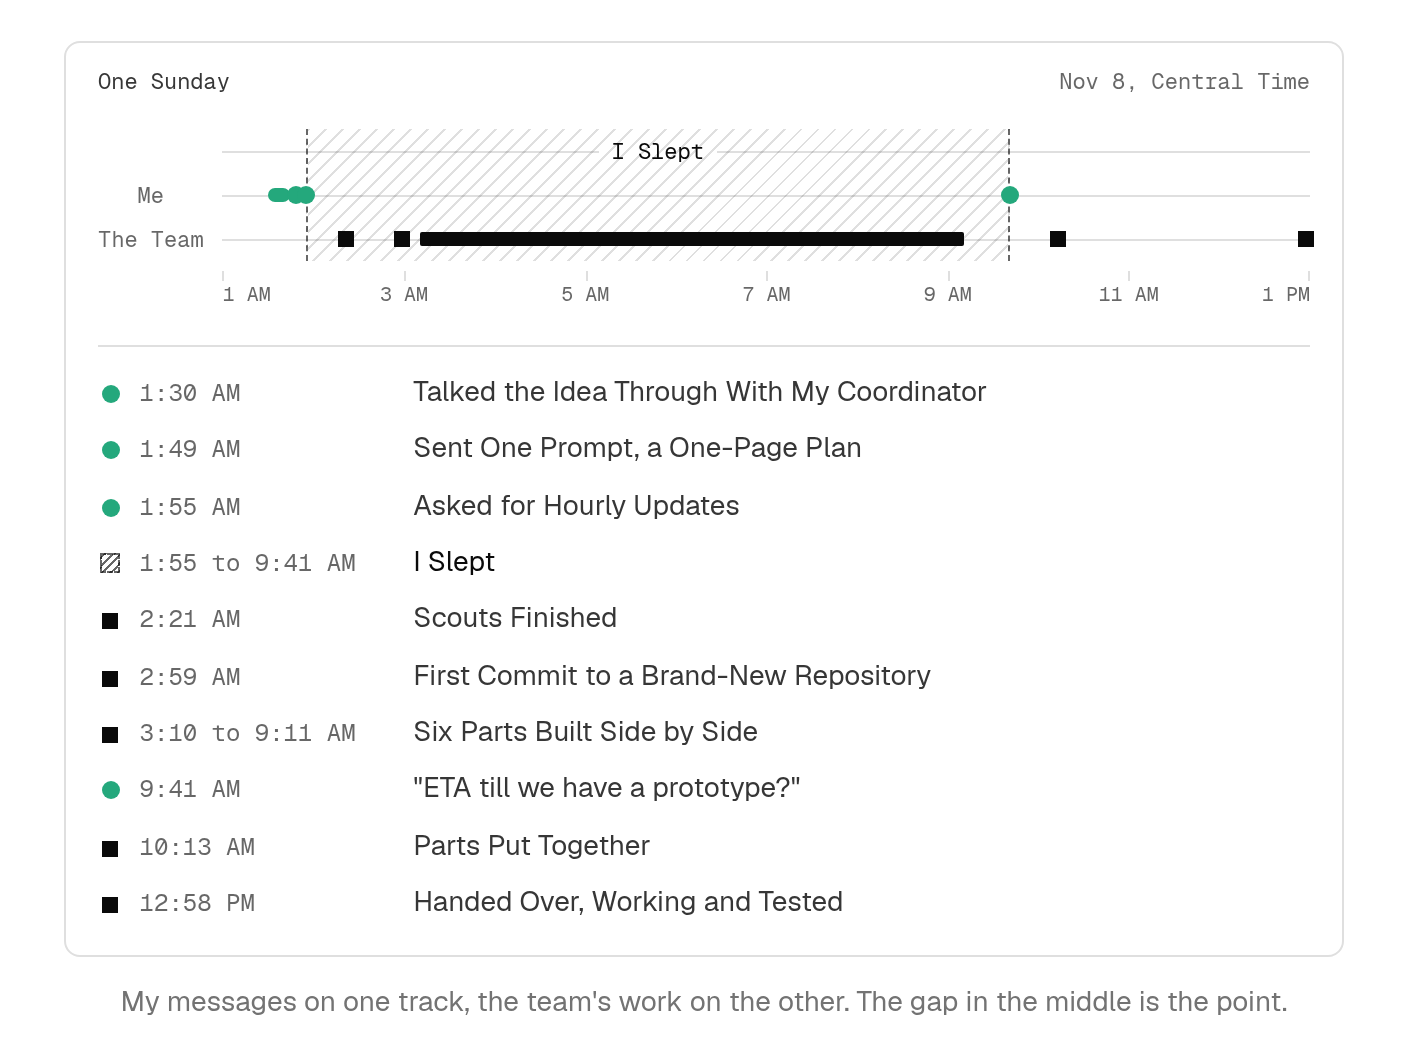 One Sunday
Nov 8, Central Time
I Slept
Me
The Team
1 AM 3 AM 5 AM 7 AM 9 AM 11 AM 1 PM
1:30 AM Talked the Idea Through With My Coordinator
1:49 AM Sent One Prompt, a One-Page Plan
1:55 AM Asked for Hourly Updates
1:55 to 9:41 AM I Slept
2:21 AM Scouts Finished
2:59 AM First Commit to a Brand-New Repository
3:10 to 9:11 AM Six Parts Built Side by Side
9:41 AM "ETA till we have a prototype?"
10:13 AM Parts Put Together
12:58 PM Handed Over, Working and Tested
My messages on one track, the team's work on the other. The gap in the middle is the point.